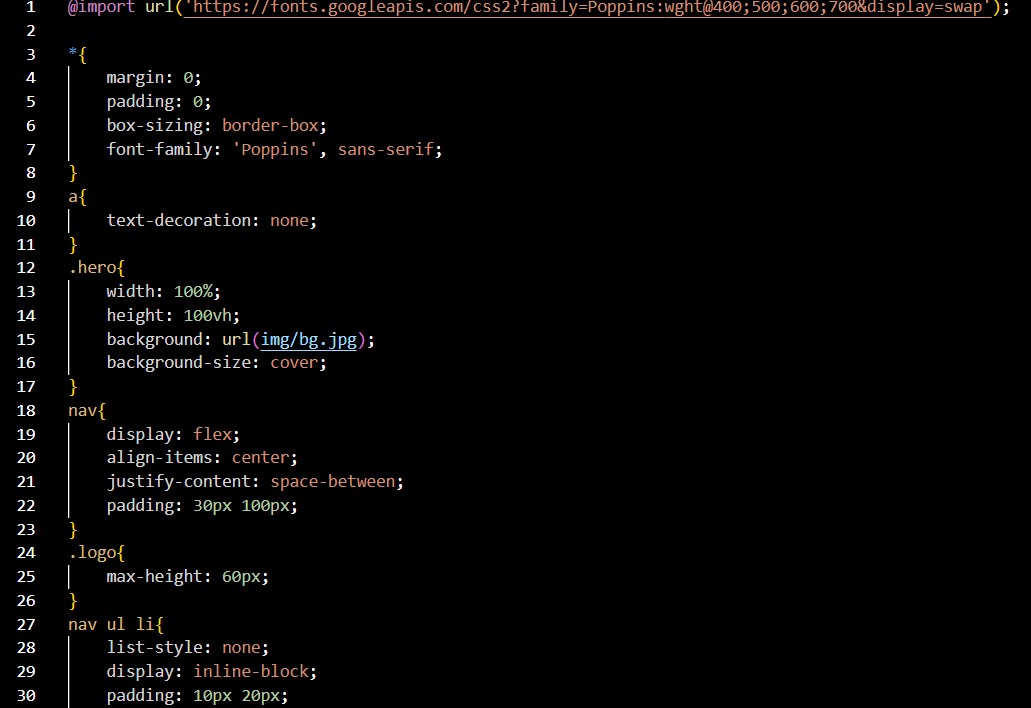 1 @import url('https://fonts.googleapis.com/css2?family=Poppins:wght@400;500;600;700&display=swap');
2
3 *{
4     margin: 0;
5     padding: 0;
6     box-sizing: border-box;
7     font-family: 'Poppins', sans-serif;
8 }
9 a{
10     text-decoration: none;
11 }
12 .hero{
13     width: 100%;
14     height: 100vh;
15     background: url(img/bg.jpg);
16     background-size: cover;
17 }
18 nav{
19     display: flex;
20     align-items: center;
21     justify-content: space-between;
22     padding: 30px 100px;
23 }
24 .logo{
25     max-height: 60px;
26 }
27 nav ul li{
28     list-style: none;
29     display: inline-block;
30     padding: 10px 20px;